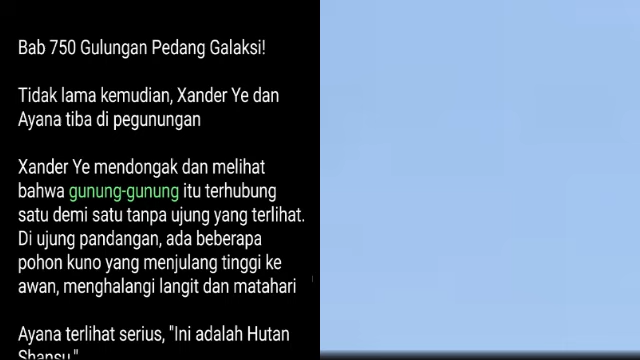 Bab 750 Gulungan Pedang Galaksi!
Tidak lama kemudian, Xander Ye dan
Ayana tiba di pegunungan
Xander Ye mendongak dan melihat
bahwa gunung-gunung itu terhubung
satu demi satu tanpa ujung yang terlihat.
Di ujung pandangan, ada beberapa
pohon kuno yang menjulang tinggi ke
awan, menghalangi langit dan matahari
Ayana terlihat serius, "Ini adalah Hutan
Shansu."